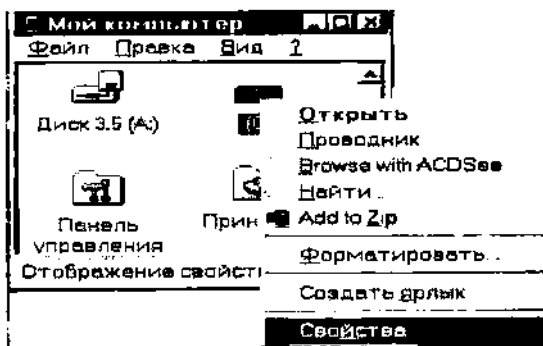 Мой компьютер
Файл Правка Вид ?
Диск 3.5 (A:)
Панель
управления
Прин
Отображение свойст
Открыть
Проводник
Browse with ACDSee
Найти...
Add to Zip
Форматировать...
Создать ярлык
Свойства